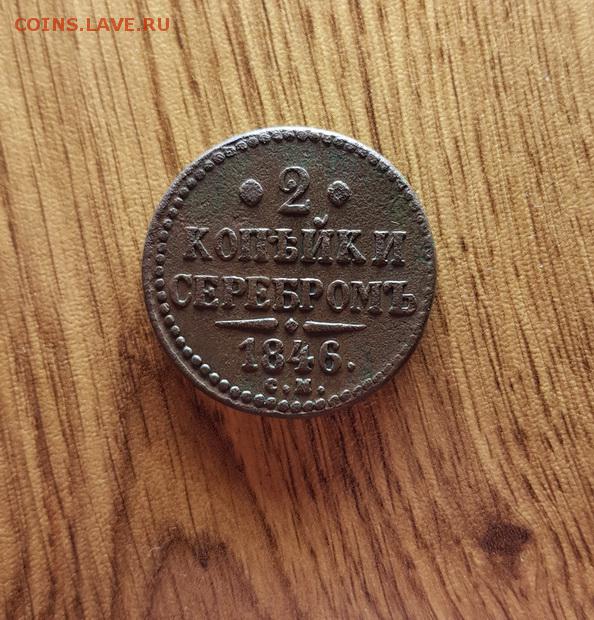 COINS.LAVE.RU
2
КОПѢЙКИ
СЕРЕБРОМЪ
1846.
С.М.